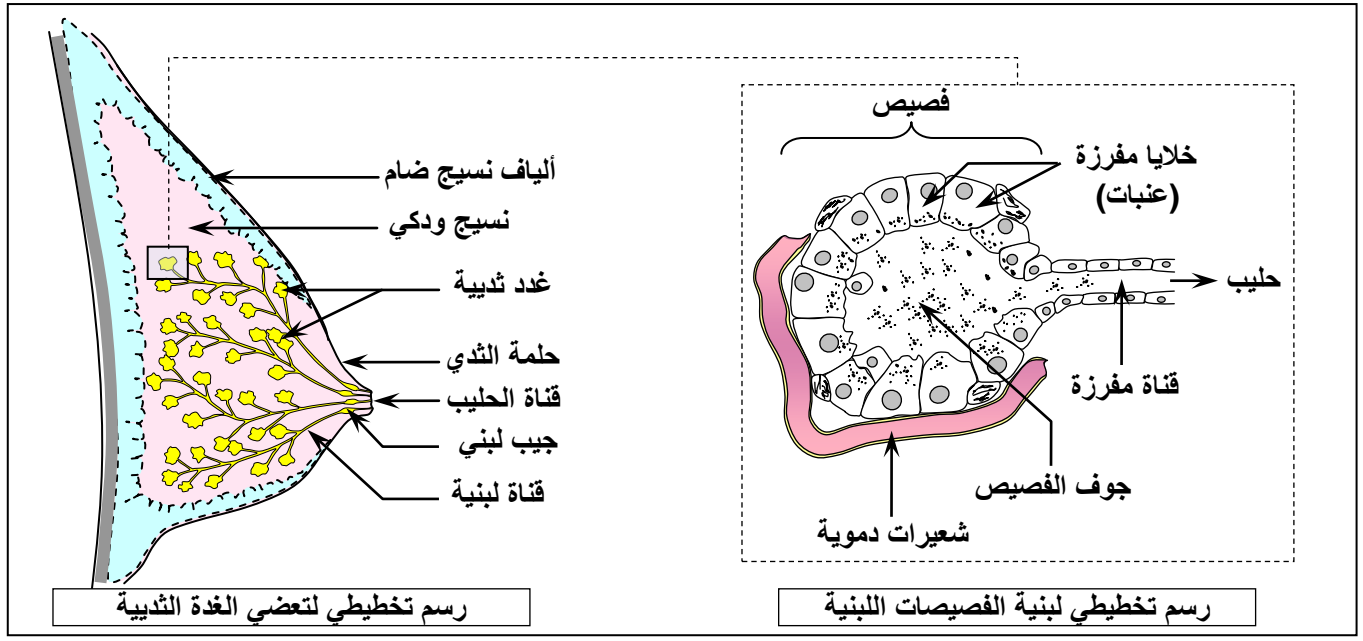 فصيص
خلايا مفرزة
(عنبات)
ألياف نسيج ضام
نسيج ودكي
غدد ثديية
حليب
حلمة الثدي
قناة مفرزة
قناة الحليب
جيب لبني
جوف الفصيص
قناة لبنية
شعيرات دموية
رسم تخطيطي لبنية الفصيصات اللبنية
رسم تخطيطي لتعضي الغدة الثديية